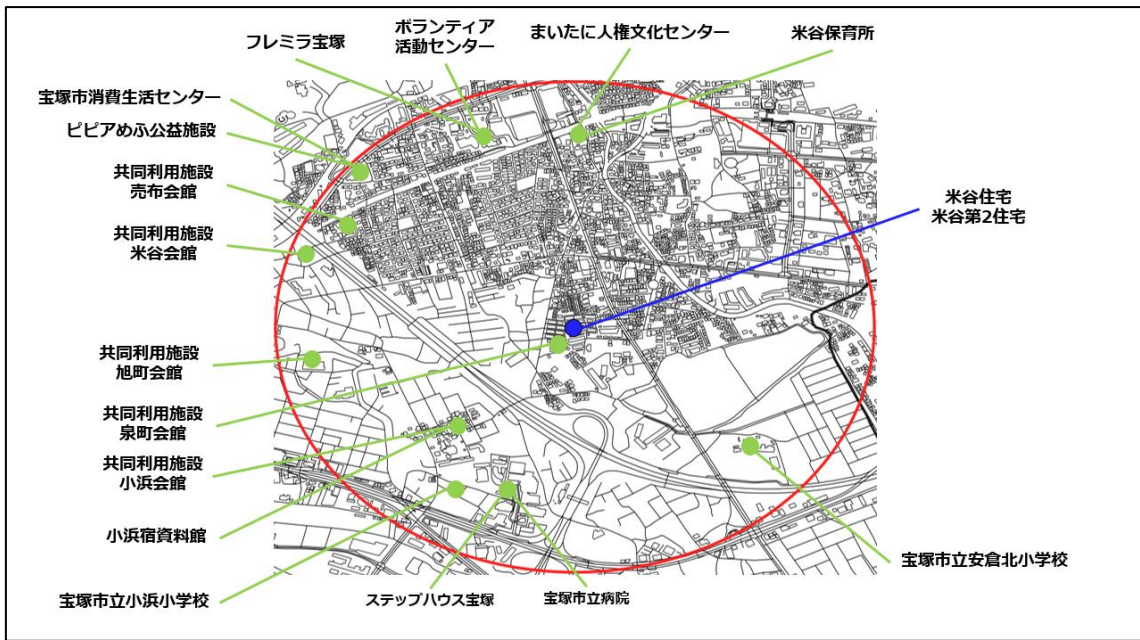 フレミラ宝塚
ボランティア
活動センター
まいたに人権文化センター
米谷保育所
宝塚市消費生活センター
ピピアめふ公益施設
共同利用施設
売布会館
共同利用施設
米谷会館
米谷住宅
米谷第2住宅
共同利用施設
旭町会館
共同利用施設
泉町会館
共同利用施設
小浜会館
小浜宿資料館
宝塚市立小浜小学校
ステップハウス宝塚
宝塚市立病院
宝塚市立安倉北小学校